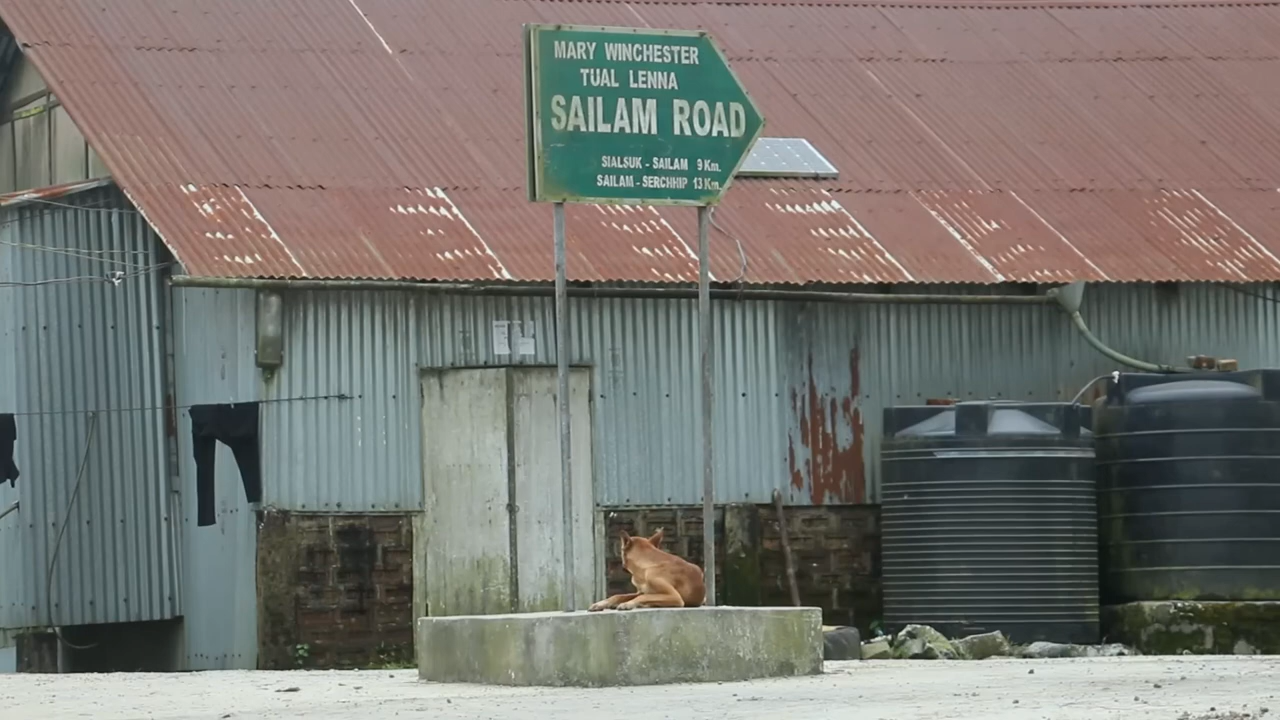 MARY WINCHESTER
TUAL LENNA
SAILAM ROAD
SIALSUK - SAILAM 9 Km.
SAILAM - SERCHHIP 13 Km.